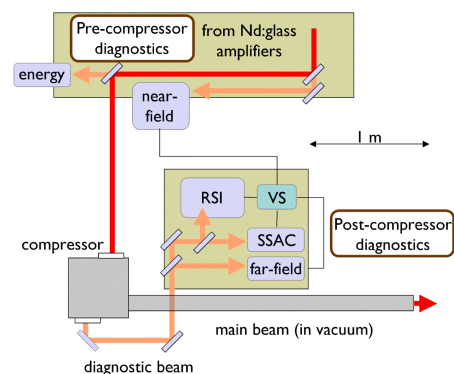 Pre-compressor
diagnostics
from Nd:glass
amplifiers
energy
near-
field
1 m
RSI
VS
SSAC
far-field
Post-compressor
diagnostics
compressor
main beam (in vacuum)
diagnostic beam